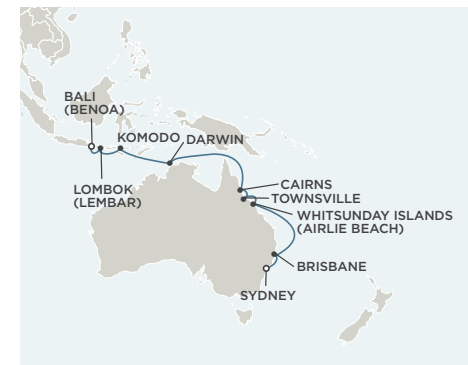 BALI
(BENOA)
KOMODO
DARWIN
LOMBOK
(LEMBAR)
CAIRNS
TOWNSVILLE
WHITSUNDAY ISLANDS
(AIRLIE BEACH)
BRISBANE
SYDNEY